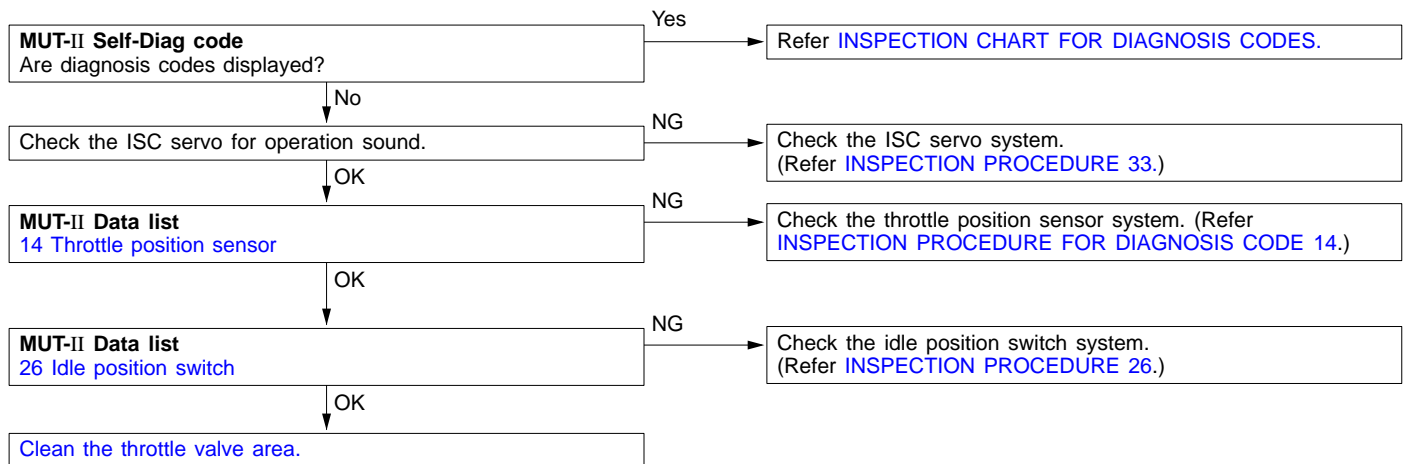 MUT-II Self-Diag code
Are diagnosis codes displayed?
Yes
Refer INSPECTION CHART FOR DIAGNOSIS CODES.
No
Check the ISC servo for operation sound.
NG
Check the ISC servo system.
(Refer INSPECTION PROCEDURE 33.)
OK
MUT-II Data list
14 Throttle position sensor
NG
Check the throttle position sensor system. (Refer
INSPECTION PROCEDURE FOR DIAGNOSIS CODE 14.)
OK
MUT-II Data list
26 Idle position switch
NG
Check the idle position switch system.
(Refer INSPECTION PROCEDURE 26.)
OK
Clean the throttle valve area.